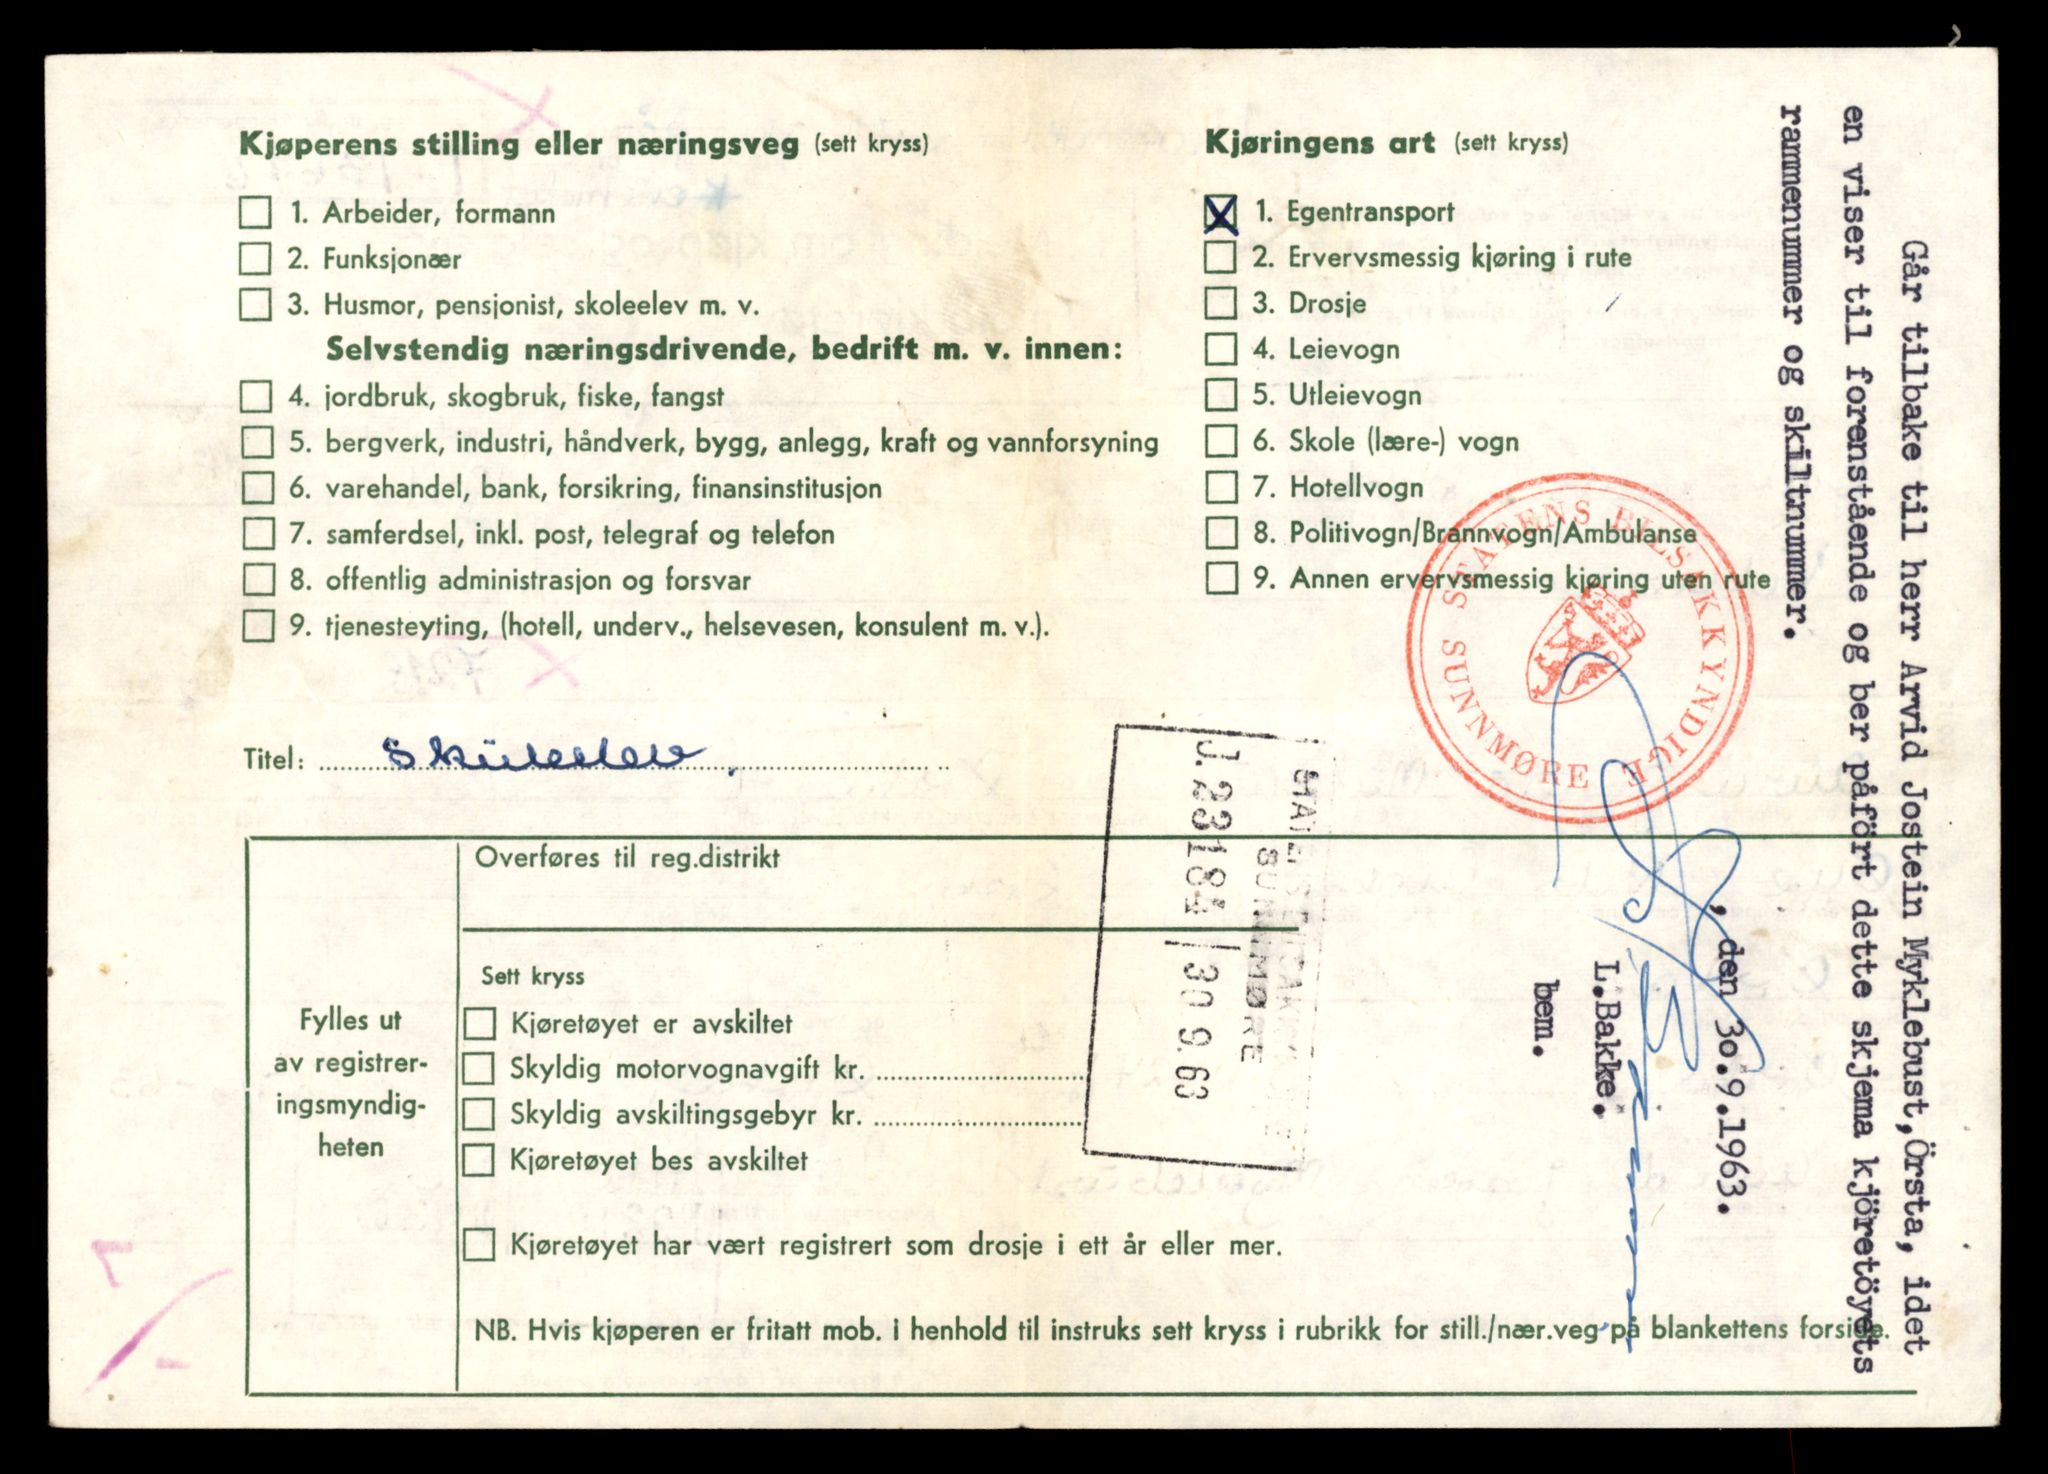 Kjøperens stilling eller næringsveg (sett kryss)
1. Arbeider, formann
2. Funksjonær
3. Husmor, pensjonist, skoleelev m. v.
Selvstendig næringsdrivende, bedrift m. v. innen:
4. jordbruk, skogbruk, fiske, fangst
5. bergverk, industri, håndverk, bygg, anlegg, kraft og vannforsyning
6. varehandel, bank, forsikring, finansinstitusjon
7. samferdsel, inkl. post, telegraf og telefon
8. offentlig administrasjon og forsvar
9. tjenesteyting, (hotell, underv., helsevesen, konsulent m. v.).
Titel: skuleelev.
Kjøringens art (sett kryss)
X 1. Egentransport
2. Ervervsmessig kjøring i rute
3. Drosje
4. Leievogn
5. Utleievogn
6. Skole (lære-) vogn
7. Hotellvogn
8. Politivogn/Brannvogn/Ambulanse
9. Annen ervervsmessig kjøring uten rute
STATENS BILSAKKYNDIGE
SUNNMØRE
Fylles ut
av registrer-
ingsmyndig-
heten
Overføres til reg.distrikt
Sett kryss
Kjøretøyet er avskiltet
Skyldig motorvognavgift kr.
Skyldig avskiltingsgebyr kr.
Kjøretøyet bes avskiltet
Kjøretøyet har vært registrert som drosje i ett år eller mer.
NB. Hvis kjøperen er fritatt mob. i henhold til instruks sett kryss i rubrikk for still./nær.veg på blankettens forside.
SUNNMØRE
J. 23184 | 30 9. 63
Går tilbake til herr Arvid Jostein Myklebust, Örsta, idet
en viser til forenstående og ber påfört dette skjema kjöretöyets
rammenummer og skiltnummer.
, den 3o.9.1963.
L.Bakke.
bem.